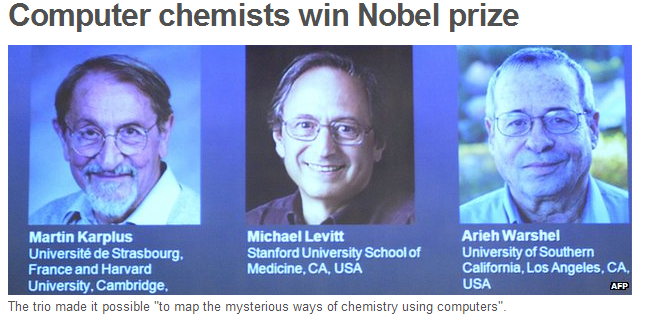 Computer chemists win Nobel prize
Martin Karplus
Université de Strasbourg,
France and Harvard
University, Cambridge,
Michael Levitt
Stanford University School of
Medicine, CA, USA
Arieh Warshel
University of Southern
California, Los Angeles, CA,
USA
AFP
The trio made it possible "to map the mysterious ways of chemistry using computers".